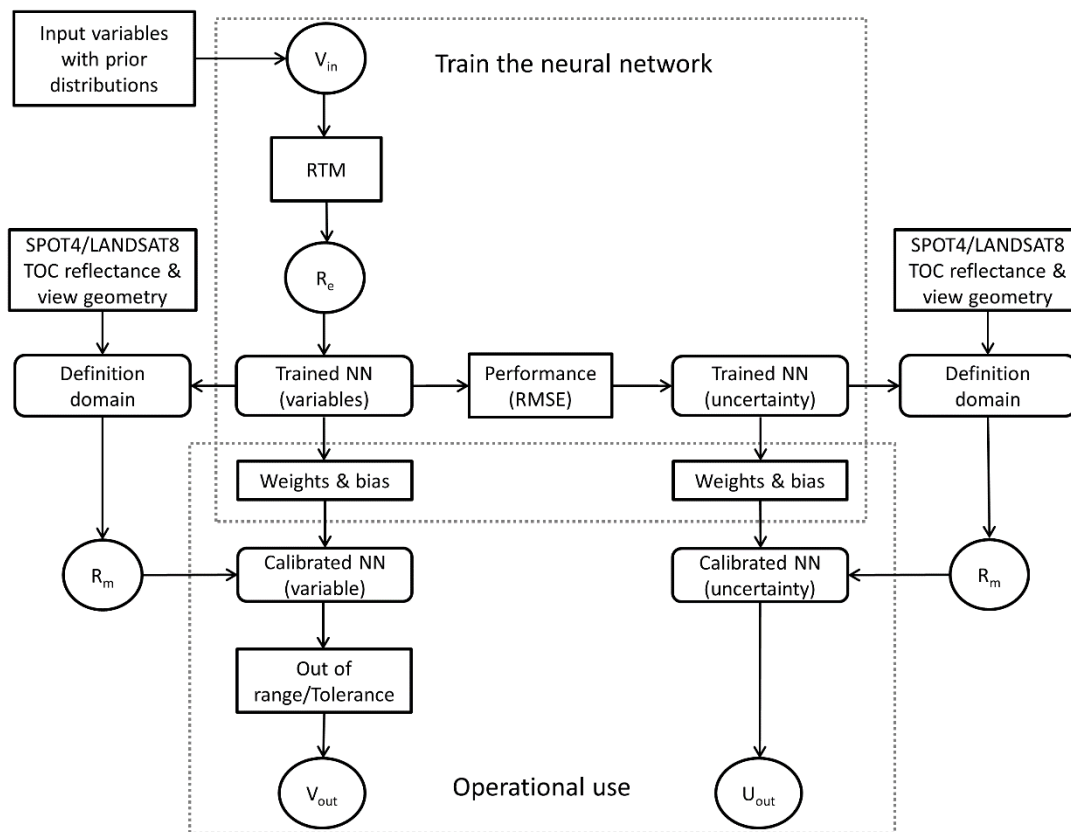 Input variables
with prior
distributions
V_in
Train the neural network
RTM
SPOT4/LANDSAT8
TOC reflectance &
view geometry
R_e
SPOT4/LANDSAT8
TOC reflectance &
view geometry
Definition
domain
Trained NN
(variables)
Performance
(RMSE)
Trained NN
(uncertainty)
Definition
domain
Weights & bias
Weights & bias
R_m
Calibrated NN
(variable)
Calibrated NN
(uncertainty)
R_m
Out of
range/Tolerance
V_out
Operational use
U_out